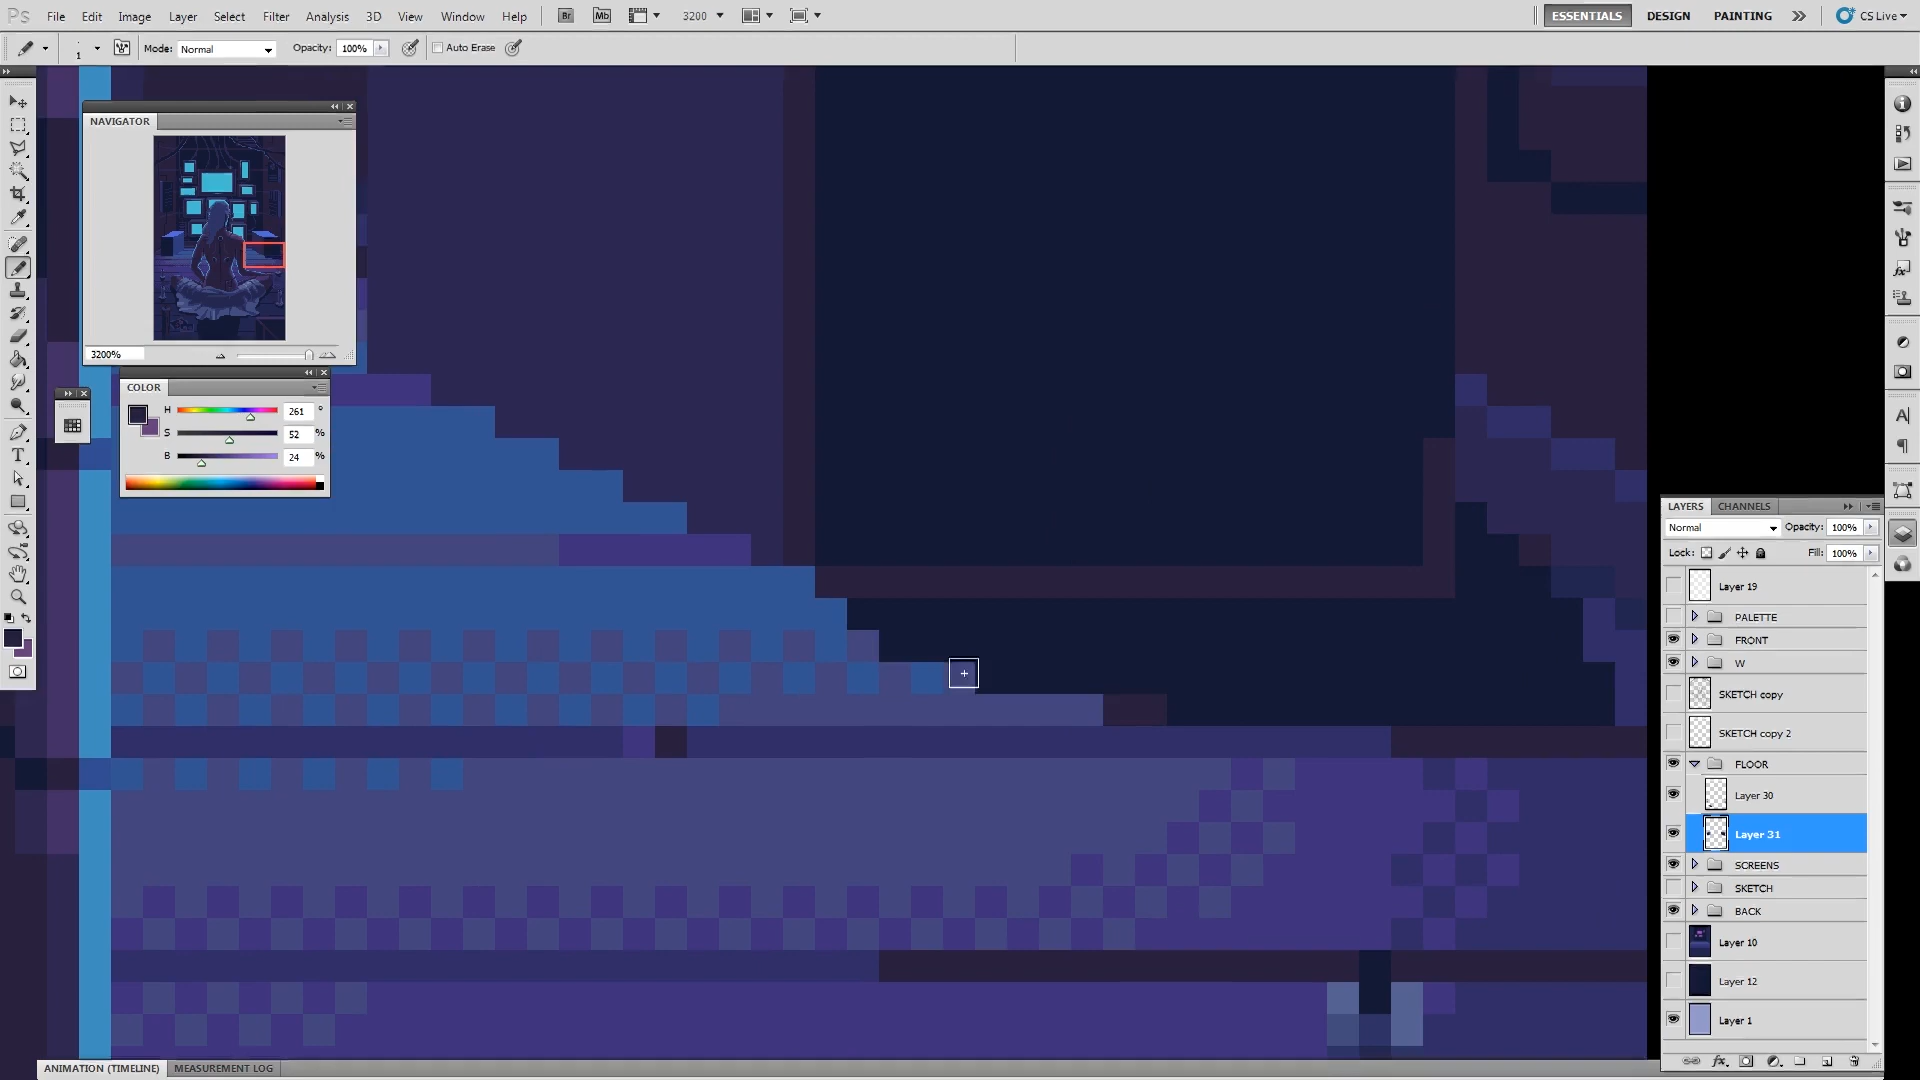 Ps File Edit Image Layer Select Filter Analysis 3D View Window Help Br Mb 3200 ESSENTIALS DESIGN PAINTING CS Live
1 Mode: Normal Opacity: 100% Auto Erase
NAVIGATOR
3200%
COLOR
H 261 °
S 52 %
B 24 %
T
LAYERS CHANNELS
Normal Opacity: 100%
Lock: Fill: 100%
Layer 19
PALETTE
FRONT
W
SKETCH copy
SKETCH copy 2
FLOOR
Layer 30
Layer 31
SCREENS
SKETCH
BACK
Layer 10
Layer 12
Layer 1
fx
ANIMATION (TIMELINE) MEASUREMENT LOG